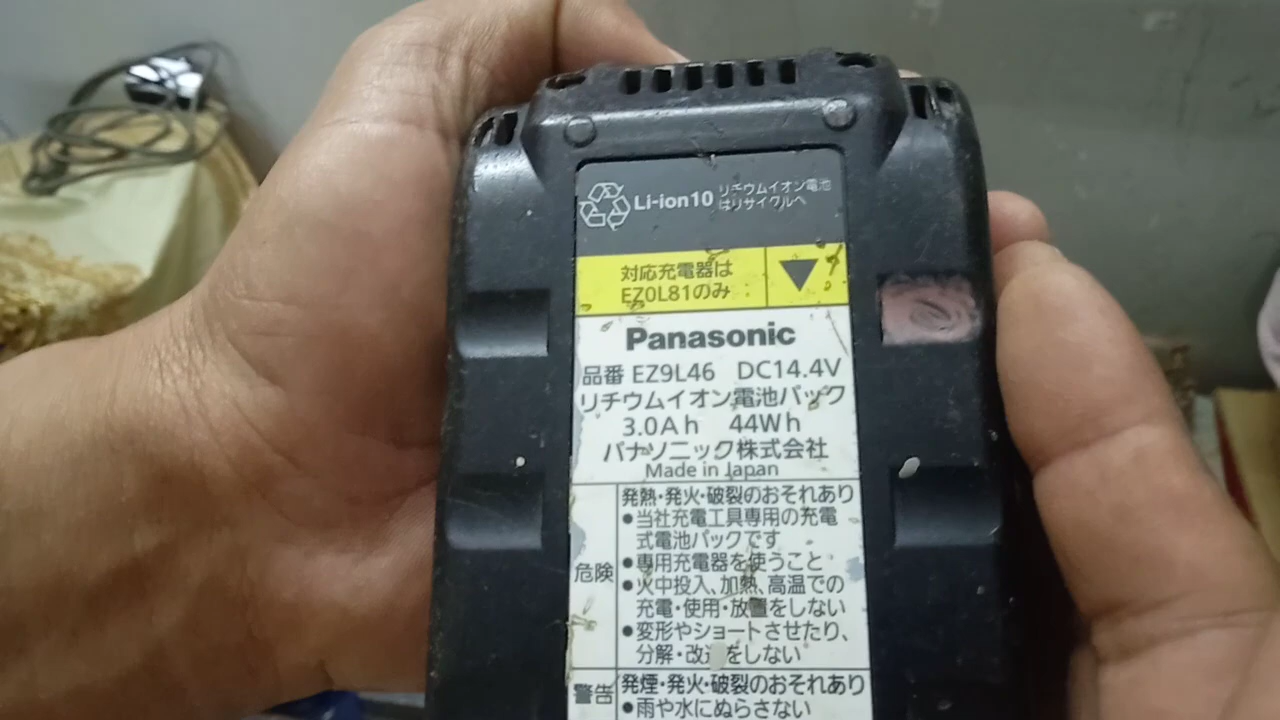 Li-ion10
リチウムイオン電池
はリサイクルへ
対応充電器は
EZ0L81のみ
Panasonic
品番 EZ9L46 DC14.4V
リチウムイオン電池パック
3.0Ah 44Wh
パナソニック株式会社
Made in Japan
危険
発熱・発火・破裂のおそれあり
●当社充電工具専用の充電
式電池パックです
●専用充電器を使うこと
●火中投入、加熱、高温での
充電・使用・放置をしない
●変形やショートさせたり、
分解・改造をしない
警告
発煙・発火・破裂のおそれあり
●雨や水にぬらさない